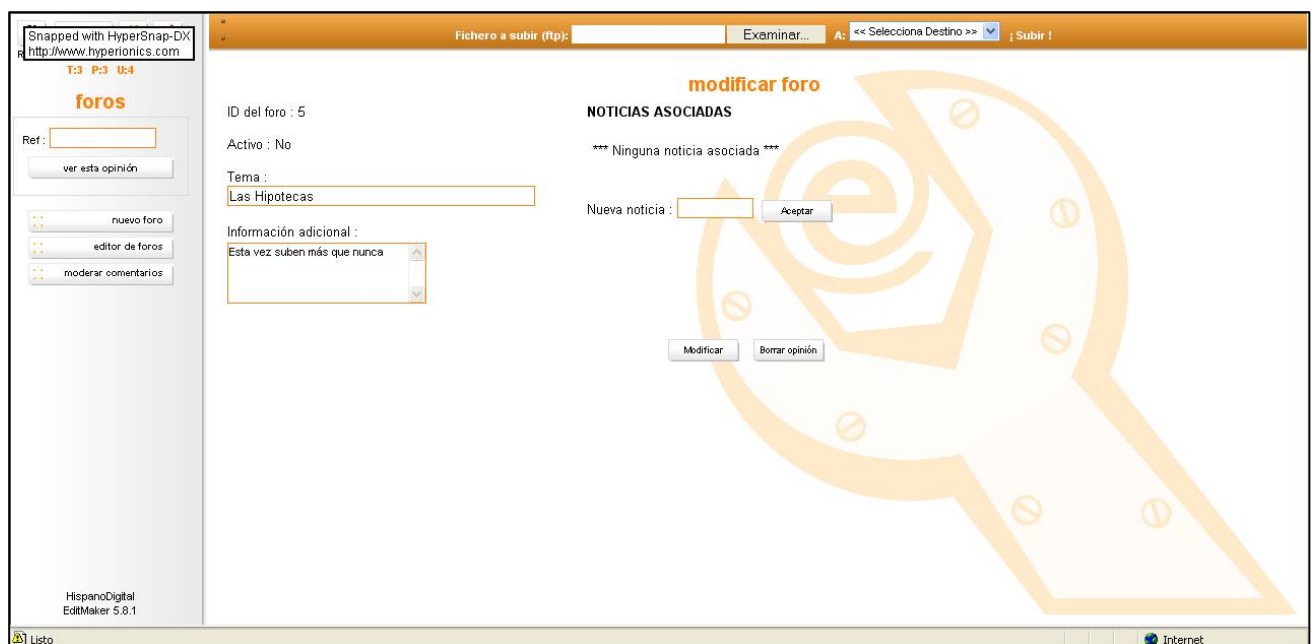 Snapped with HyperSnap-DX
http://www.hyperionics.com
T:3 P:3 U:4
foros
Ref :
ver esta opinión
nuevo foro
editor de foros
moderar comentarios
HispanoDigital
EditMaker 5.8.1
Fichero a subir (ftp): Examinar... A: << Selecciona Destino >> ¡ Subir !
modificar foro
ID del foro : 5
Activo : No
Tema :
Las Hipotecas
Información adicional :
Esta vez suben más que nunca
NOTICIAS ASOCIADAS
*** Ninguna noticia asociada ***
Nueva noticia : Aceptar
Modificar Borrar opinión
Listo Internet